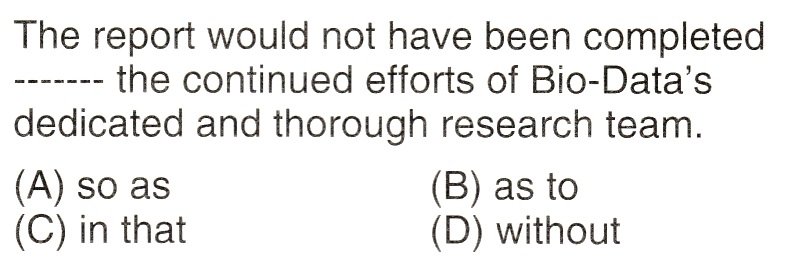 The report would not have been completed
------- the continued efforts of Bio-Data's
dedicated and thorough research team.
(A) so as (B) as to
(C) in that (D) without